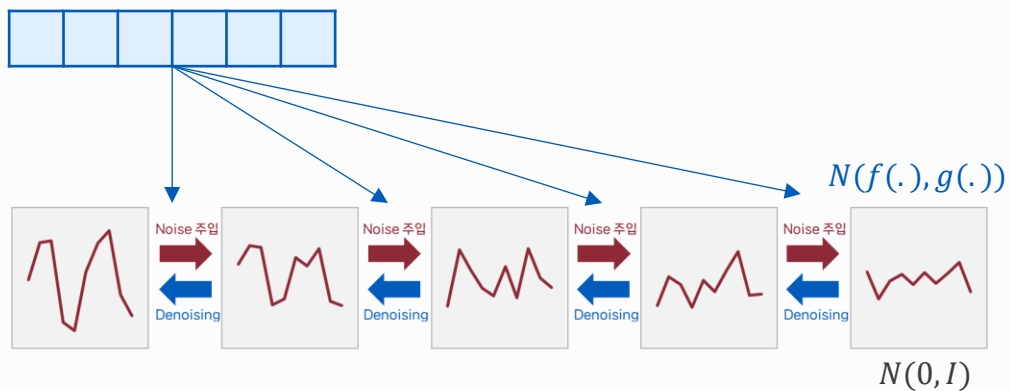 N(f(.), g(.))
Noise 주입
Noise 주입
Noise 주입
Noise 주입
Denoising
Denoising
Denoising
Denoising
N(0, I)